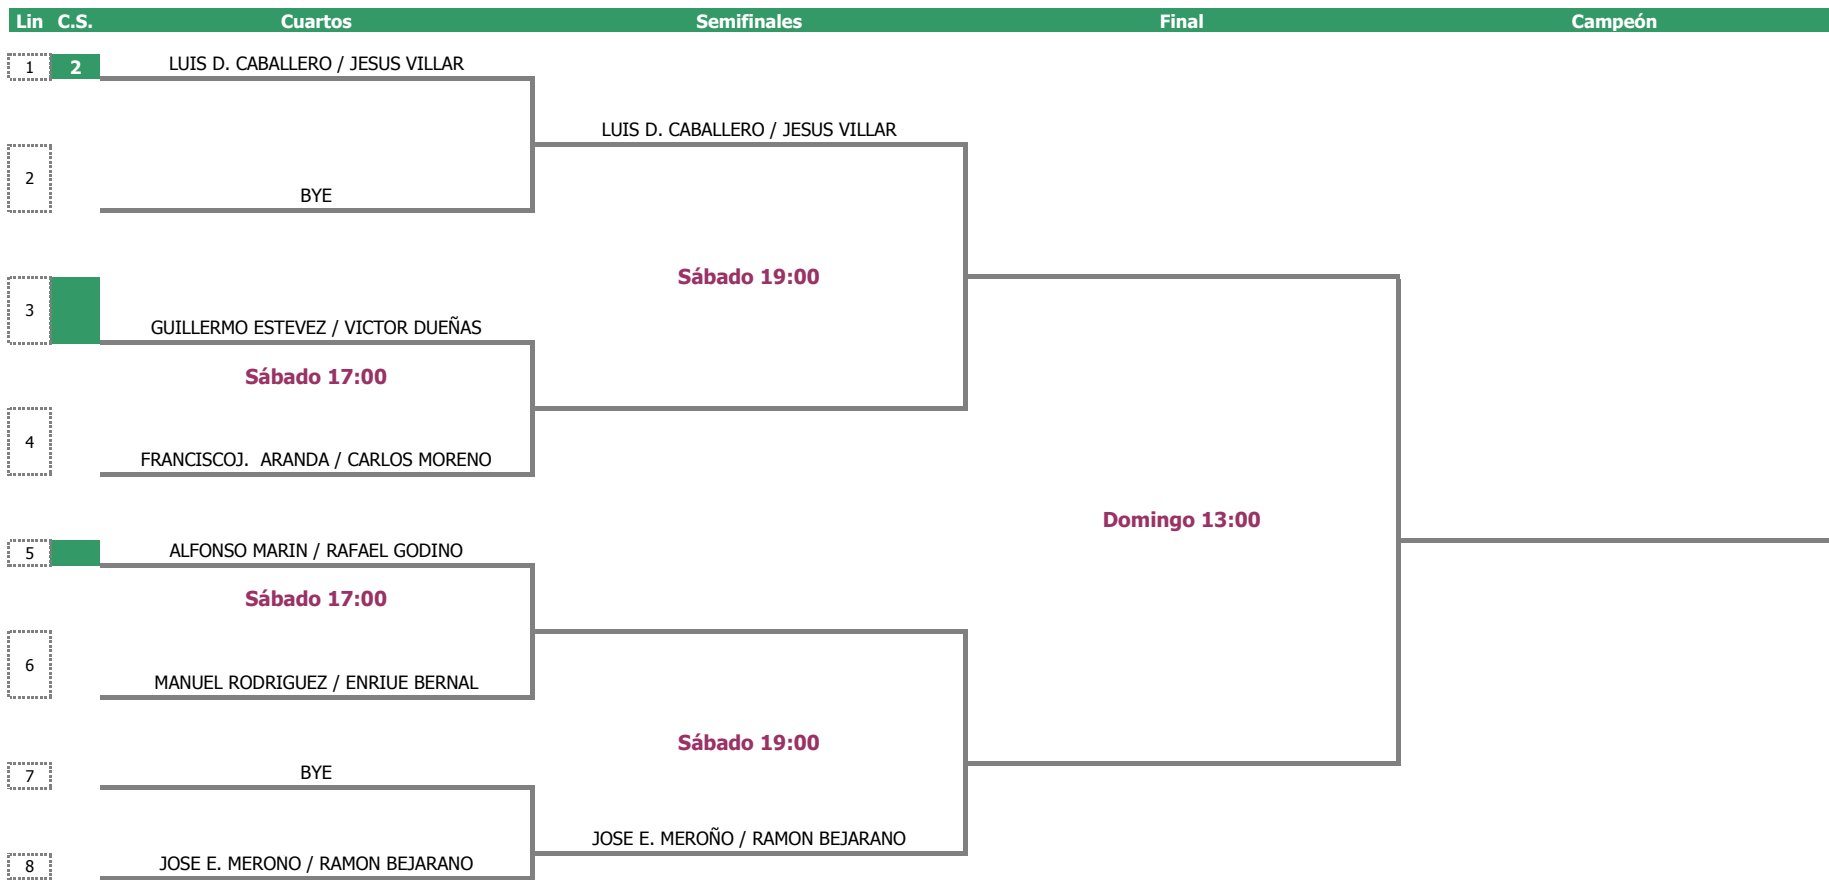 Lin C.S. Cuartos Semifinales Final Campeón
1 2 LUIS D. CABALLERO / JESUS VILLAR
LUIS D. CABALLERO / JESUS VILLAR
2
BYE
Sábado 19:00
3
GUILLERMO ESTEVEZ / VICTOR DUEÑAS
Sábado 17:00
4
FRANCISCOJ.  ARANDA / CARLOS MORENO
Domingo 13:00
5 ALFONSO MARIN / RAFAEL GODINO
Sábado 17:00
6
MANUEL RODRIGUEZ / ENRIUE BERNAL
Sábado 19:00
7 BYE
JOSE E. MEROÑO / RAMON BEJARANO
8 JOSE E. MERONO / RAMON BEJARANO